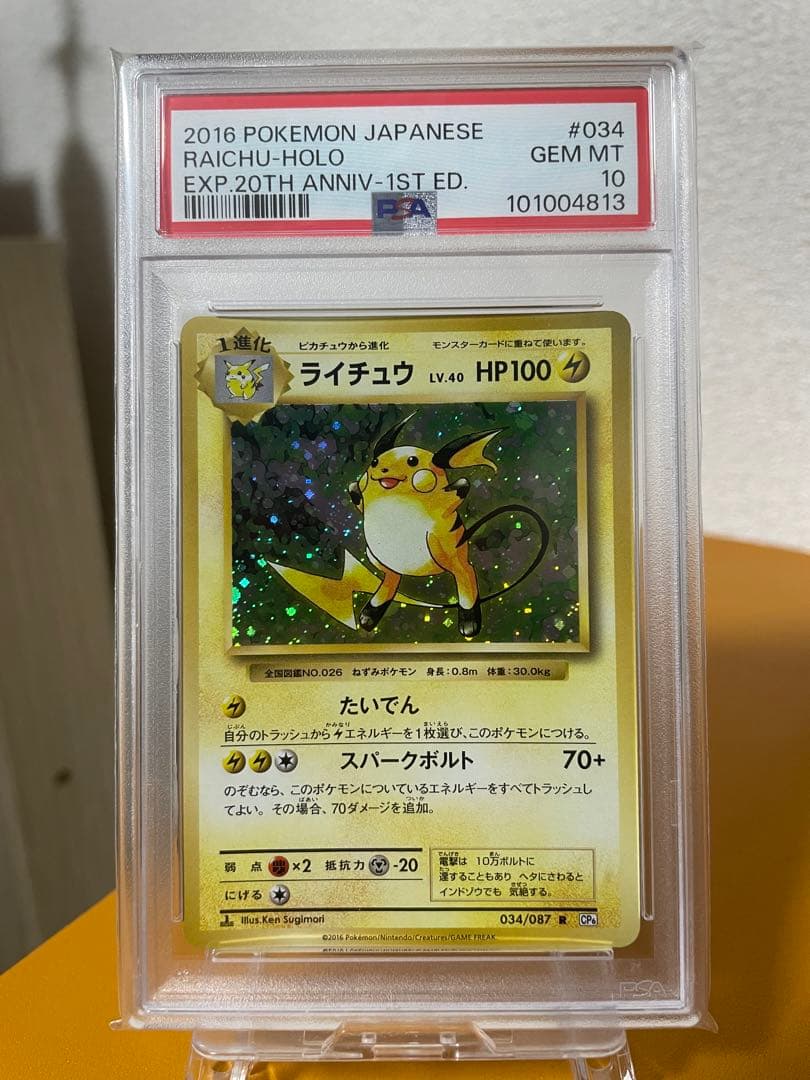 2016 POKEMON JAPANESE #034
RAICHU-HOLO GEM MT
EXP.20TH ANNIV-1ST ED. 10
PSA 101004813
1進化 ピカチュウから進化 モンスターカードに重ねて使います。
ライチュウ LV.40 HP100
全国図鑑NO.026 ねずみポケモン 身長:0.8m 体重:30.0kg
たいでん
自分のトラッシュからエネルギーを1枚選び、このポケモンにつける。
スパークボルト 70+
のぞむなら、このポケモンについているエネルギーをすべてトラッシュし
てよい。その場合、70ダメージを追加。
弱点 ×2 抵抗力 -20
にげる
電撃は 10万ボルトに
達することもあり ヘタにさわると
インドゾウでも 気絶する。
Illus.Ken Sugimori 034/087 R CP6
©2016 Pokémon/Nintendo/Creatures/GAME FREAK
PSA